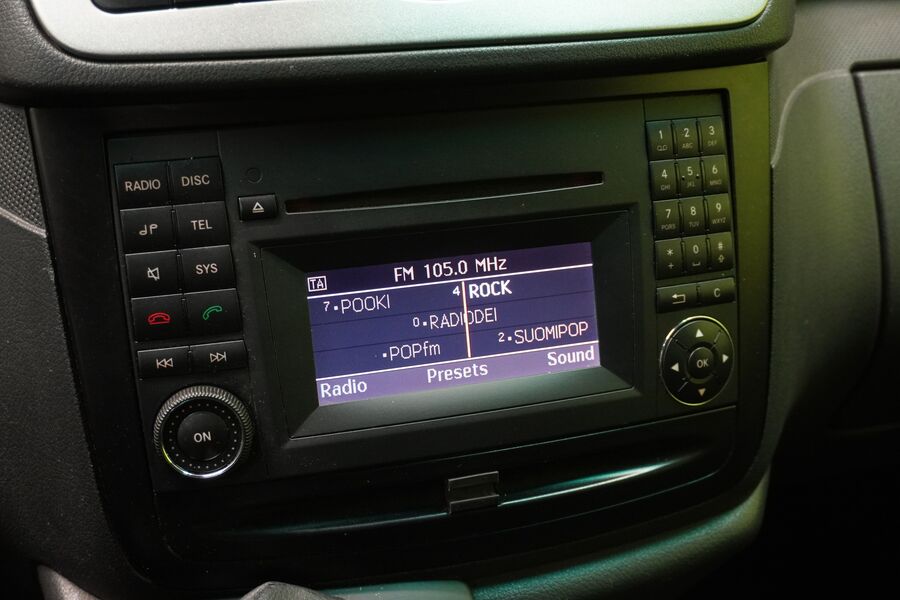 RADIO DISC
TEL
SYS
ON
TA FM 105.0 MHz
7 POOKI 4 ROCK
0 RADIODEI
POPfm 2 SUOMIPOP
Radio Presets Sound
1 2 ABC 3 DEF
4 GHI 5 JKL 6 MNO
7 PQRS 8 TUV 9 WXYZ
* + 0 #
C
OK